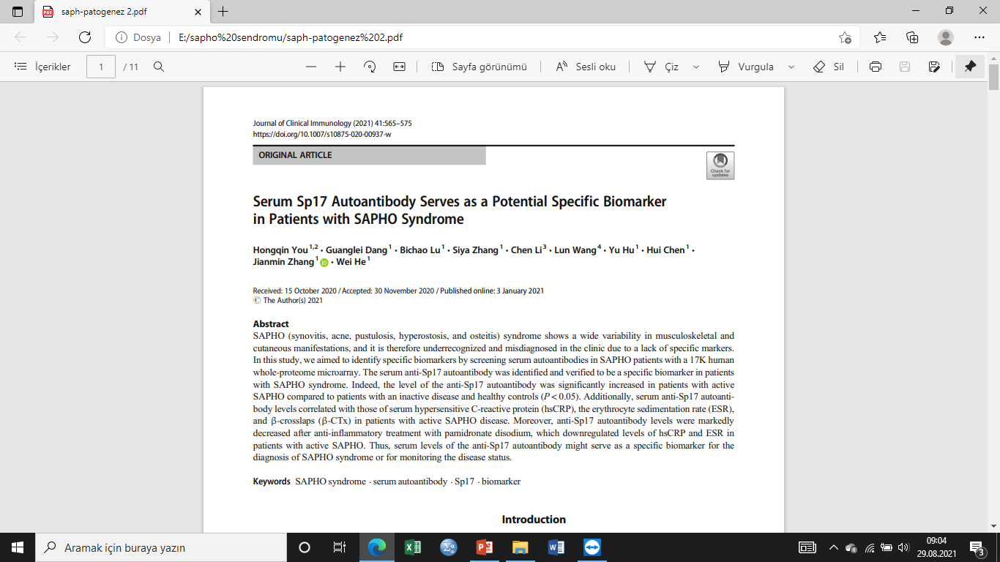 saph-patogenez 2.pdf
Dosya
E:/sapho%20sendromu/saph-patogenez%202.pdf
İçerikler
1
/ 11
Sayfa görünümü
Sesli oku
Çiz
Vurgula
Sil
Journal of Clinical Immunology (2021) 41:565–575
https://doi.org/10.1007/s10875-020-00937-w
ORIGINAL ARTICLE
Check for
updates
Serum Sp17 Autoantibody Serves as a Potential Specific Biomarker
in Patients with SAPHO Syndrome
Hongqin You 1,2 · Guanglei Dang 1 · Bichao Lu 1 · Siya Zhang 1 · Chen Li 3 · Lun Wang 4 · Yu Hu 1 · Hui Chen 1 ·
Jianmin Zhang 1 iD · Wei He 1
Received: 15 October 2020 / Accepted: 30 November 2020 / Published online: 3 January 2021
© The Author(s) 2021
Abstract
SAPHO (synovitis, acne, pustulosis, hyperostosis, and osteitis) syndrome shows a wide variability in musculoskeletal and
cutaneous manifestations, and it is therefore underrecognized and misdiagnosed in the clinic due to a lack of specific markers.
In this study, we aimed to identify specific biomarkers by screening serum autoantibodies in SAPHO patients with a 17K human
whole-proteome microarray. The serum anti-Sp17 autoantibody was identified and verified to be a specific biomarker in patients
with SAPHO syndrome. Indeed, the level of the anti-Sp17 autoantibody was significantly increased in patients with active
SAPHO compared to patients with an inactive disease and healthy controls (P < 0.05). Additionally, serum anti-Sp17 autoanti-
body levels correlated with those of serum hypersensitive C-reactive protein (hsCRP), the erythrocyte sedimentation rate (ESR),
and β-crosslaps (β-CTx) in patients with active SAPHO disease. Moreover, anti-Sp17 autoantibody levels were markedly
decreased after anti-inflammatory treatment with pamidronate disodium, which downregulated levels of hsCRP and ESR in
patients with active SAPHO. Thus, serum levels of the anti-Sp17 autoantibody might serve as a specific biomarker for the
diagnosis of SAPHO syndrome or for monitoring the disease status.
Keywords SAPHO syndrome · serum autoantibody · Sp17 · biomarker
Introduction
Aramak için buraya yazın
09:04
29.08.2021
3